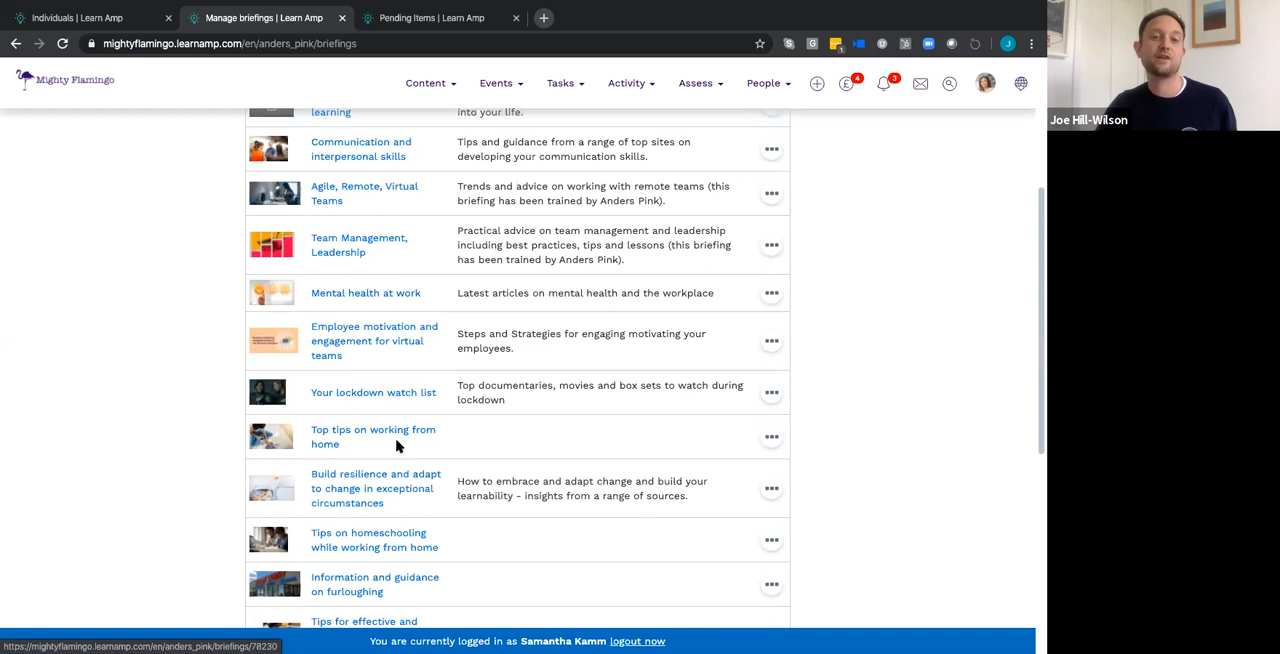 Individuals | Learn Amp
Manage briefings | Learn Amp
Pending Items | Learn Amp
mightyflamingo.learnamp.com/en/anders_pink/briefings
1
J
Mighty Flamingo
Content
Events
Tasks
Activity
Assess
People
4
3
Joe Hill-Wilson
learning
into your life.
Communication and
interpersonal skills
Tips and guidance from a range of top sites on
developing your communication skills.
Agile, Remote, Virtual
Teams
Trends and advice on working with remote teams (this
briefing has been trained by Anders Pink).
Team Management,
Leadership
Practical advice on team management and leadership
including best practices, tips and lessons (this briefing
has been trained by Anders Pink).
Mental health at work
Latest articles on mental health and the workplace
Employee motivation and
engagement for virtual
teams
Steps and Strategies for engaging motivating your
employees.
Your lockdown watch list
Top documentaries, movies and box sets to watch during
lockdown
Top tips on working from
home
Build resilience and adapt
to change in exceptional
circumstances
How to embrace and adapt change and build your
learnability - insights from a range of sources.
Tips on homeschooling
while working from home
Information and guidance
on furloughing
Tips for effective and
You are currently logged in as Samantha Kamm logout now
https://mightyflamingo.learnamp.com/en/anders_pink/briefings/78230